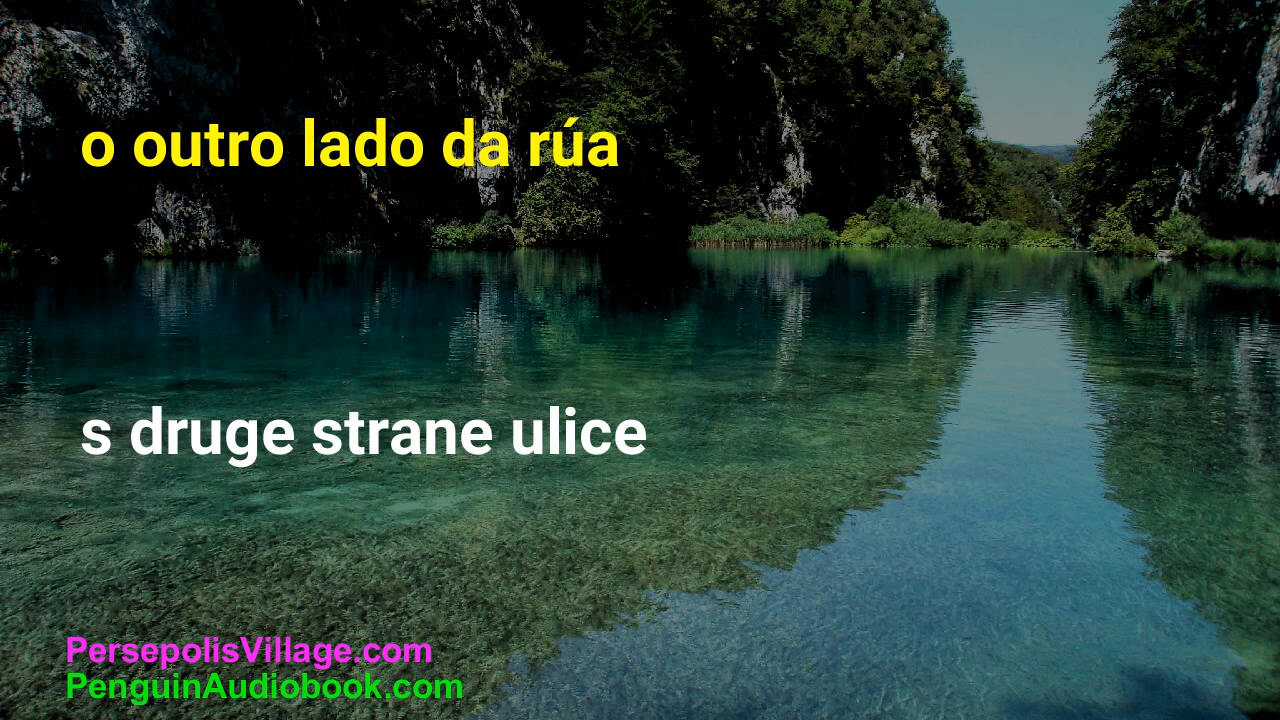 o outro lado da rúa
s druge strane ulice
PersepolisVillage.com
PenguinAudiobook.com